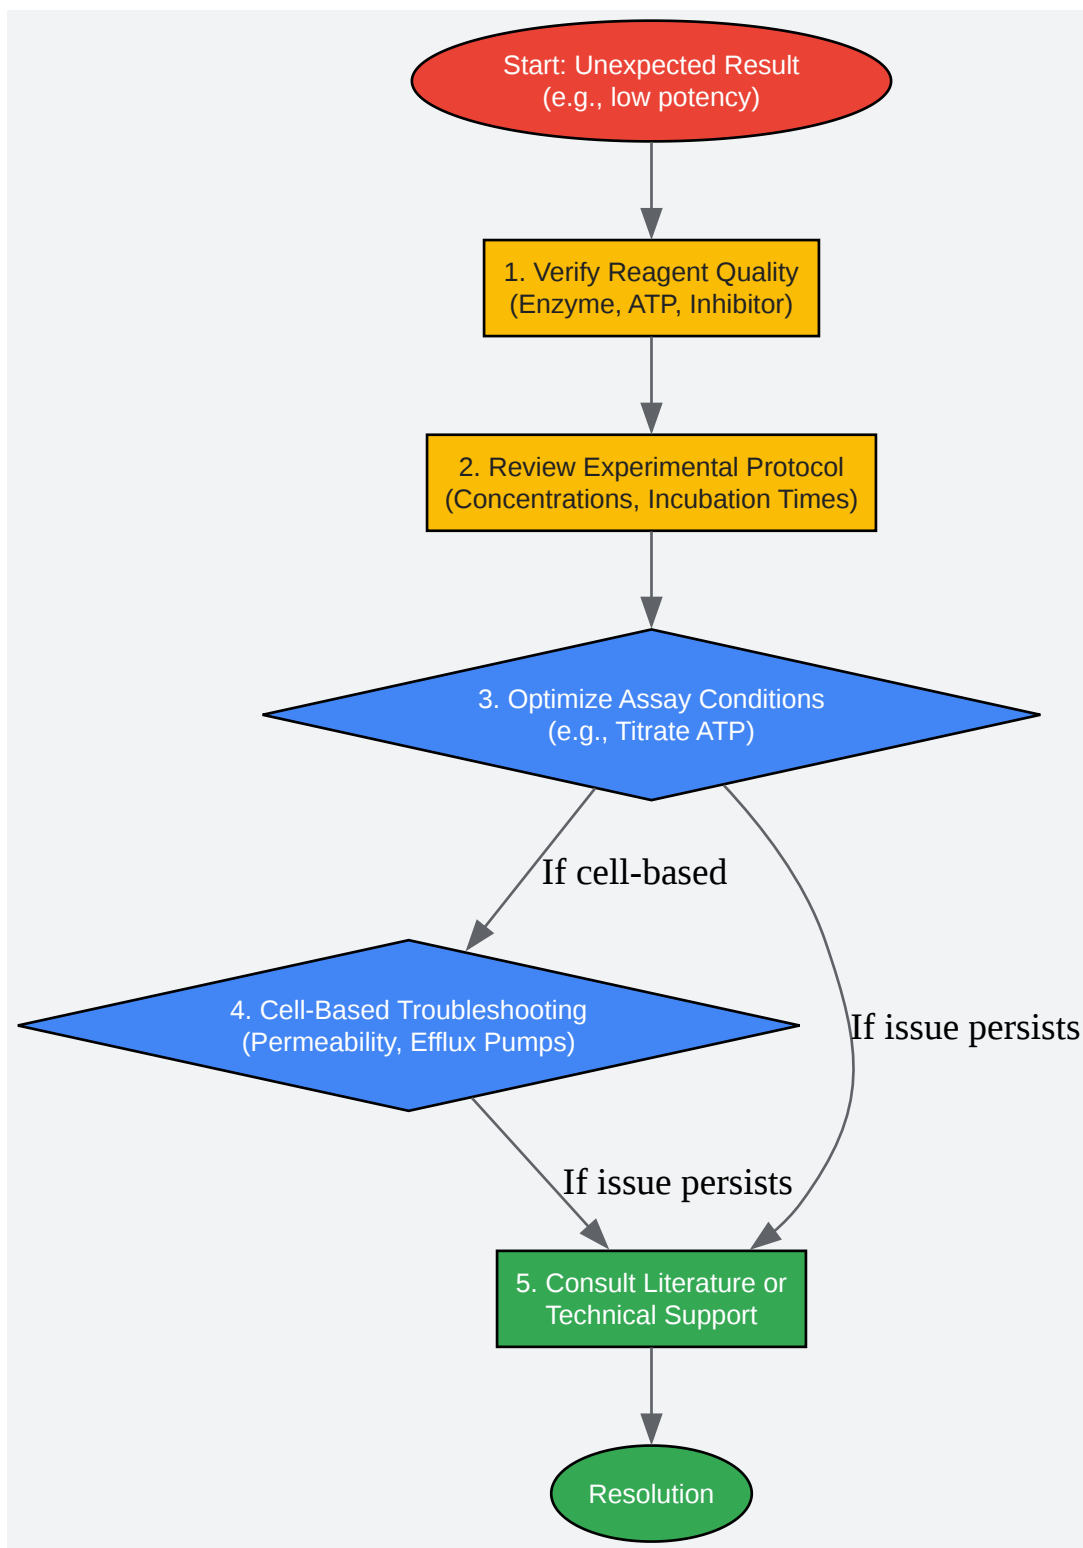 Start: Unexpected Result
(e.g., low potency)
1. Verify Reagent Quality
(Enzyme, ATP, Inhibitor)
2. Review Experimental Protocol
(Concentrations, Incubation Times)
3. Optimize Assay Conditions
(e.g., Titrate ATP)
If cell-based
4. Cell-Based Troubleshooting
(Permeability, Efflux Pumps)
If issue persists
If issue persists
5. Consult Literature or
Technical Support
Resolution